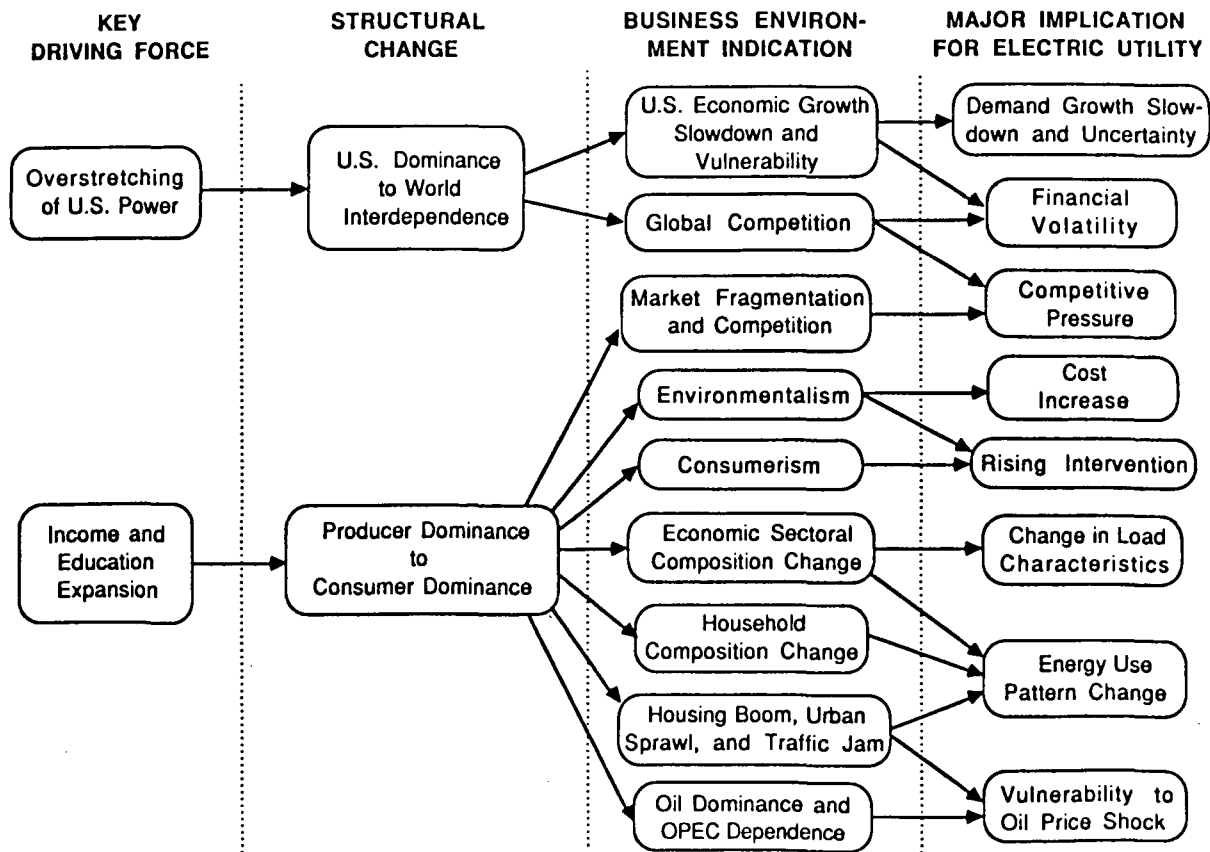 KEY
DRIVING FORCE
STRUCTURAL
CHANGE
BUSINESS ENVIRON-
MENT INDICATION
MAJOR IMPLICATION
FOR ELECTRIC UTILITY
Overstretching
of U.S. Power
U.S. Dominance
to World
Interdependence
U.S. Economic Growth
Slowdown and
Vulnerability
Demand Growth Slow-
down and Uncertainty
Global Competition
Financial
Volatility
Market Fragmentation
and Competition
Competitive
Pressure
Environmentalism
Cost
Increase
Consumerism
Rising Intervention
Income and
Education
Expansion
Producer Dominance
to
Consumer Dominance
Economic Sectoral
Composition Change
Change in Load
Characteristics
Household
Composition Change
Energy Use
Pattern Change
Housing Boom, Urban
Sprawl, and Traffic Jam
Oil Dominance and
OPEC Dependence
Vulnerability to
Oil Price Shock